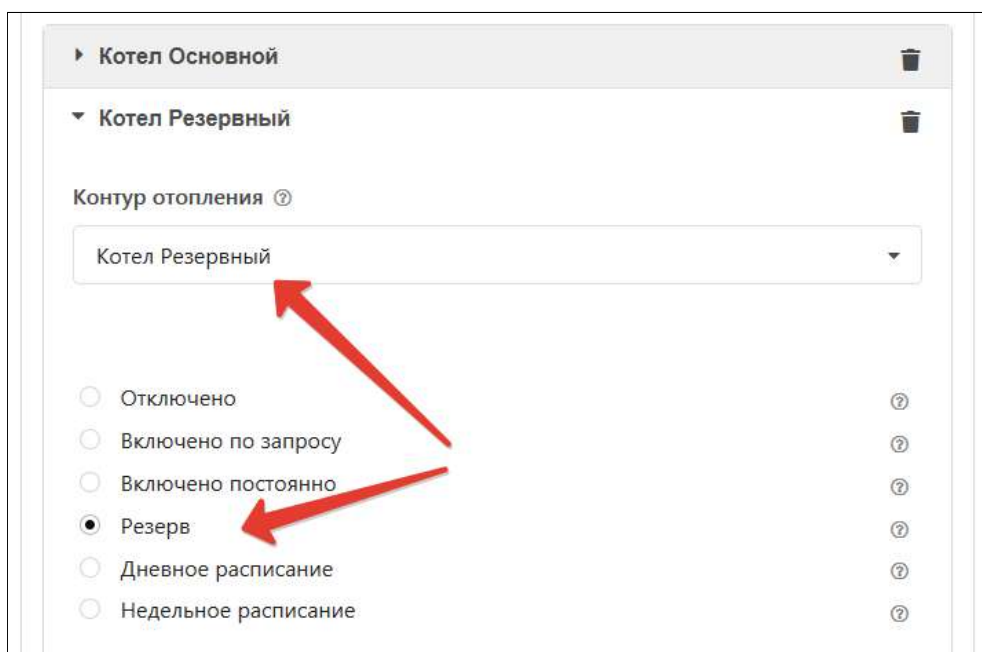 Котел Основной
Котел Резервный
Контур отопления
Котел Резервный
Отключено
Включено по запросу
Включено постоянно
Резерв
Дневное расписание
Недельное расписание